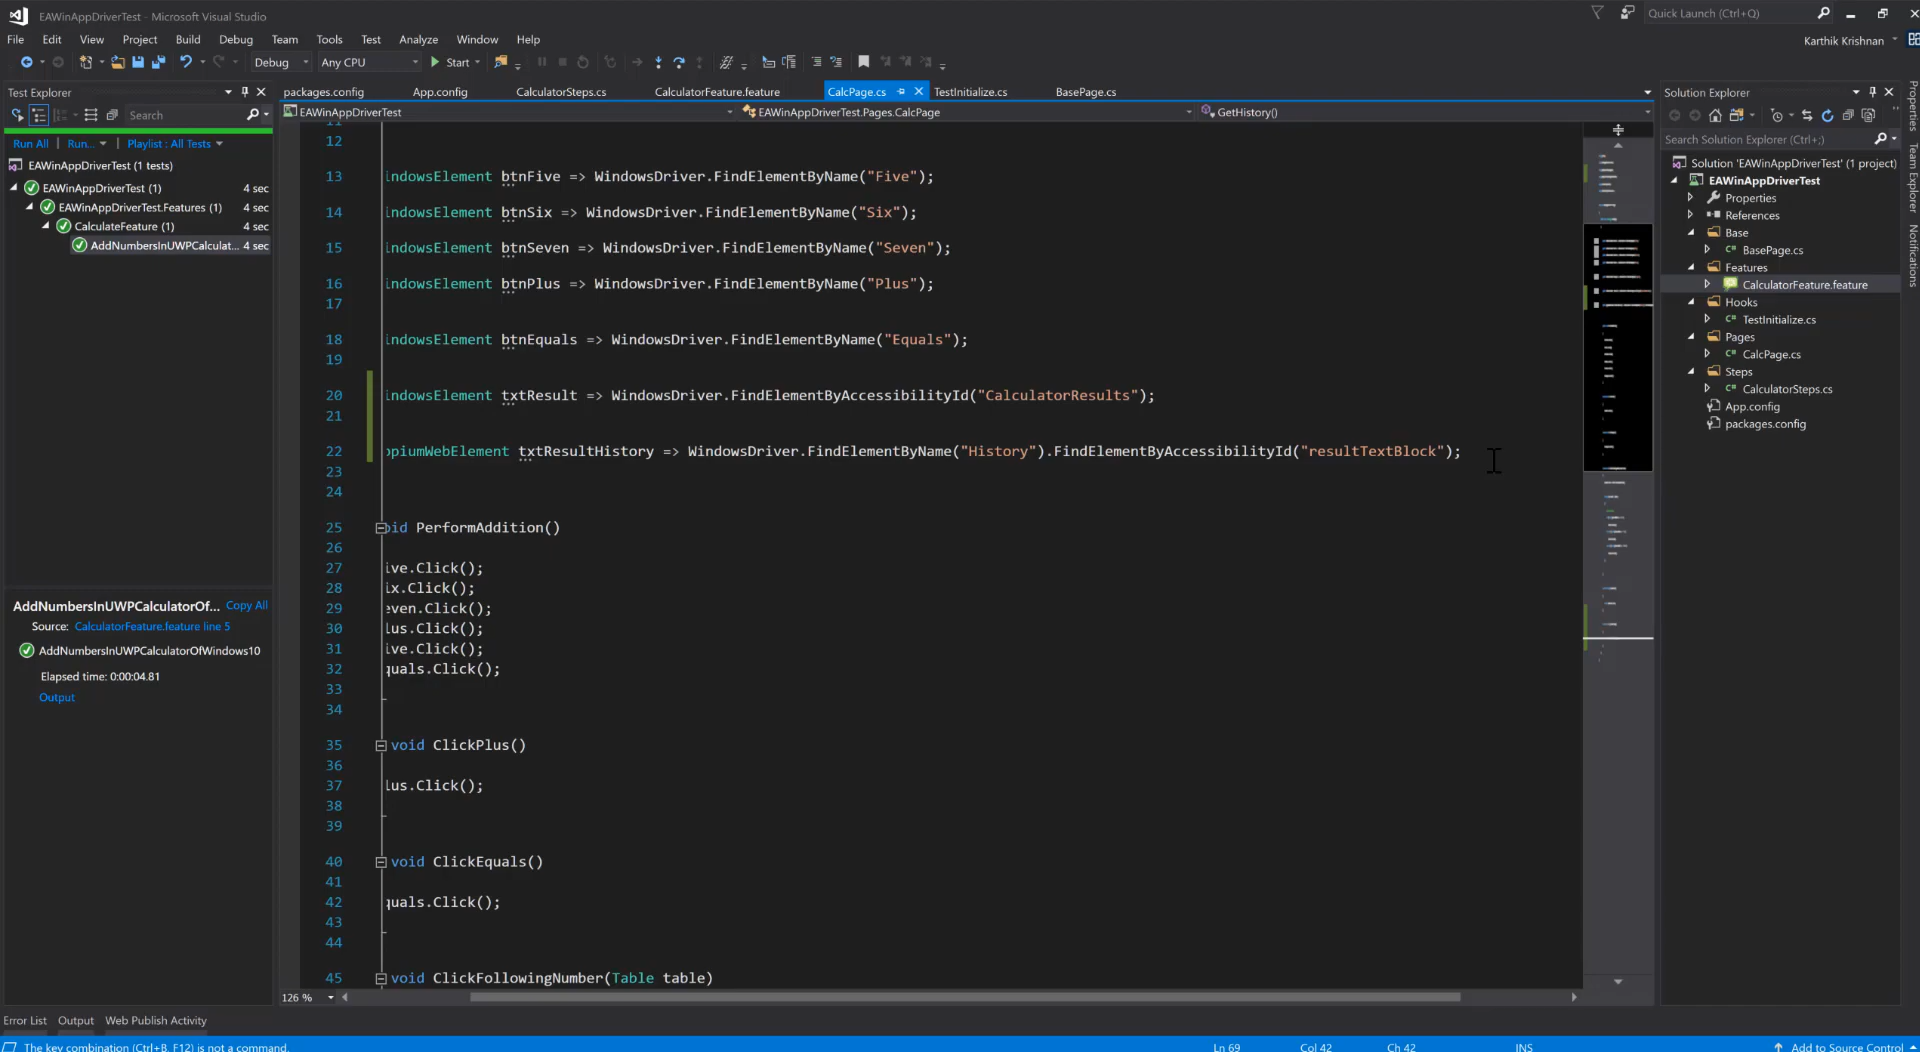 EAWinAppDriverTest - Microsoft Visual Studio
Quick Launch (Ctrl+Q)
File Edit View Project Build Debug Team Tools Test Analyze Window Help
Karthik Krishnan
Debug Any CPU Start
Test Explorer
packages.config App.config CalculatorSteps.cs CalculatorFeature.feature CalcPage.cs TestInitialize.cs BasePage.cs
Solution Explorer
Search
EAWinAppDriverTest EAWinAppDriverTest.Pages.CalcPage GetHistory()
Search Solution Explorer (Ctrl+;)
Run All | Run... | Playlist : All Tests
EAWinAppDriverTest (1 tests)
EAWinAppDriverTest (1) 4 sec
EAWinAppDriverTest.Features (1) 4 sec
CalculateFeature (1) 4 sec
AddNumbersInUWPCalculat... 4 sec
AddNumbersInUWPCalculatorOf... Copy All
Source: CalculatorFeature.feature line 5
AddNumbersInUWPCalculatorOfWindows10
Elapsed time: 0:00:04.81
Output
12
13 indowsElement btnFive => WindowsDriver.FindElementByName("Five");
14 indowsElement btnSix => WindowsDriver.FindElementByName("Six");
15 indowsElement btnSeven => WindowsDriver.FindElementByName("Seven");
16 indowsElement btnPlus => WindowsDriver.FindElementByName("Plus");
17
18 indowsElement btnEquals => WindowsDriver.FindElementByName("Equals");
19
20 indowsElement txtResult => WindowsDriver.FindElementByAccessibilityId("CalculatorResults");
21
22 opiumWebElement txtResultHistory => WindowsDriver.FindElementByName("History").FindElementByAccessibilityId("resultTextBlock");
23
24
25 oid PerformAddition()
26
27 ive.Click();
28 ix.Click();
29 even.Click();
30 lus.Click();
31 ive.Click();
32 quals.Click();
33
34
35 void ClickPlus()
36
37 lus.Click();
38
39
40 void ClickEquals()
41
42 quals.Click();
43
44
45 void ClickFollowingNumber(Table table)
126 %
Solution 'EAWinAppDriverTest' (1 project)
EAWinAppDriverTest
Properties
References
Base
BasePage.cs
Features
CalculatorFeature.feature
Hooks
TestInitialize.cs
Pages
CalcPage.cs
Steps
CalculatorSteps.cs
App.config
packages.config
Properties
Team Explorer
Notifications
Error List Output Web Publish Activity
The key combination (Ctrl+B, F12) is not a command. Ln 69 Col 42 Ch 42 INS Add to Source Control